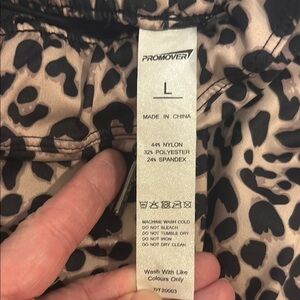 PROMOVER
L
MADE IN CHINA
44% NYLON
32% POLYESTER
24% SPANDEX
MACHINE WASH COLD
DO NOT BLEACH
DO NOT TUMBLE DRY
DO NOT IRON
DO NOT DRY CLEAN
Wash With Like
Colours Only
DT20003